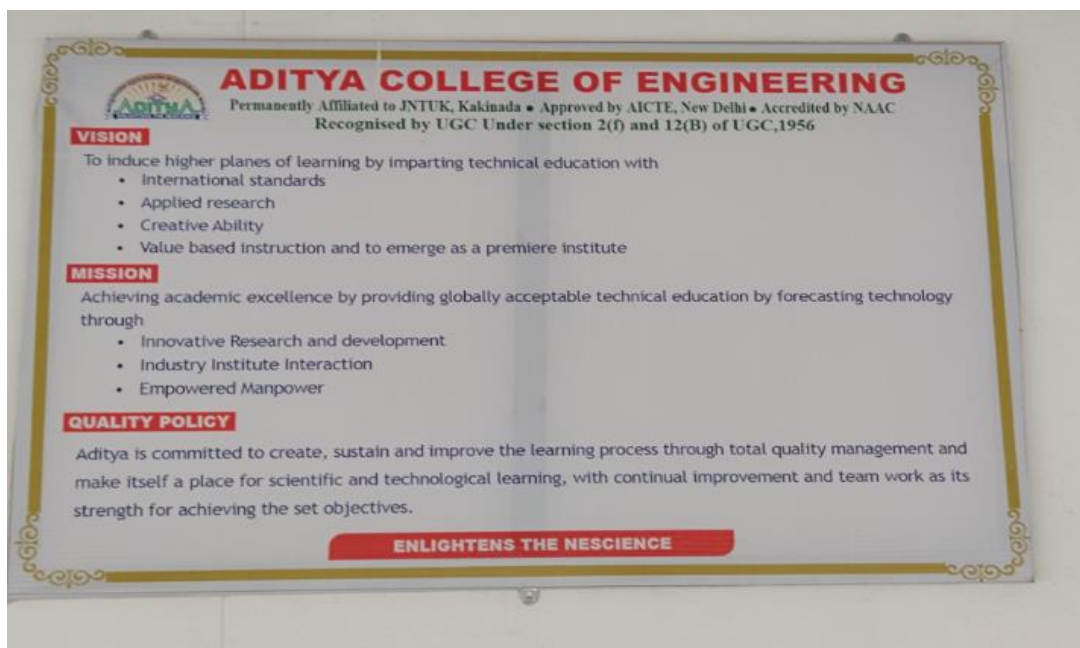 ADITYA COLLEGE OF ENGINEERING
ADITYA
Permanently Affiliated to JNTUK, Kakinada • Approved by AICTE, New Delhi • Accredited by NAAC
Recognised by UGC Under section 2(f) and 12(B) of UGC,1956
VISION
To induce higher planes of learning by imparting technical education with
• International standards
• Applied research
• Creative Ability
• Value based instruction and to emerge as a premiere institute
MISSION
Achieving academic excellence by providing globally acceptable technical education by forecasting technology
through
• Innovative Research and development
• Industry Institute Interaction
• Empowered Manpower
QUALITY POLICY
Aditya is committed to create, sustain and improve the learning process through total quality management and
make itself a place for scientific and technological learning, with continual improvement and team work as its
strength for achieving the set objectives.
ENLIGHTENS THE NESCIENCE